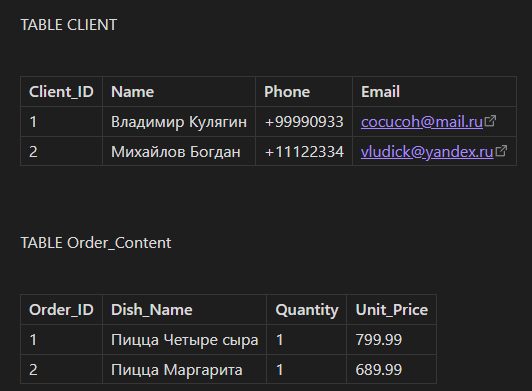 TABLE CLIENT
Client_ID Name Phone Email
1 Владимир Кулягин +99990933 cocucoh@mail.ru
2 Михайлов Богдан +11122334 vludick@yandex.ru
TABLE Order_Content
Order_ID Dish_Name Quantity Unit_Price
1 Пицца Четыре сыра 1 799.99
2 Пицца Маргарита 1 689.99